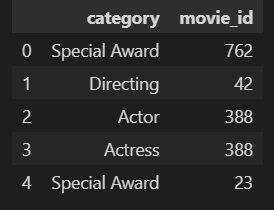 category movie_id
0 Special Award 762
1 Directing 42
2 Actor 388
3 Actress 388
4 Special Award 23